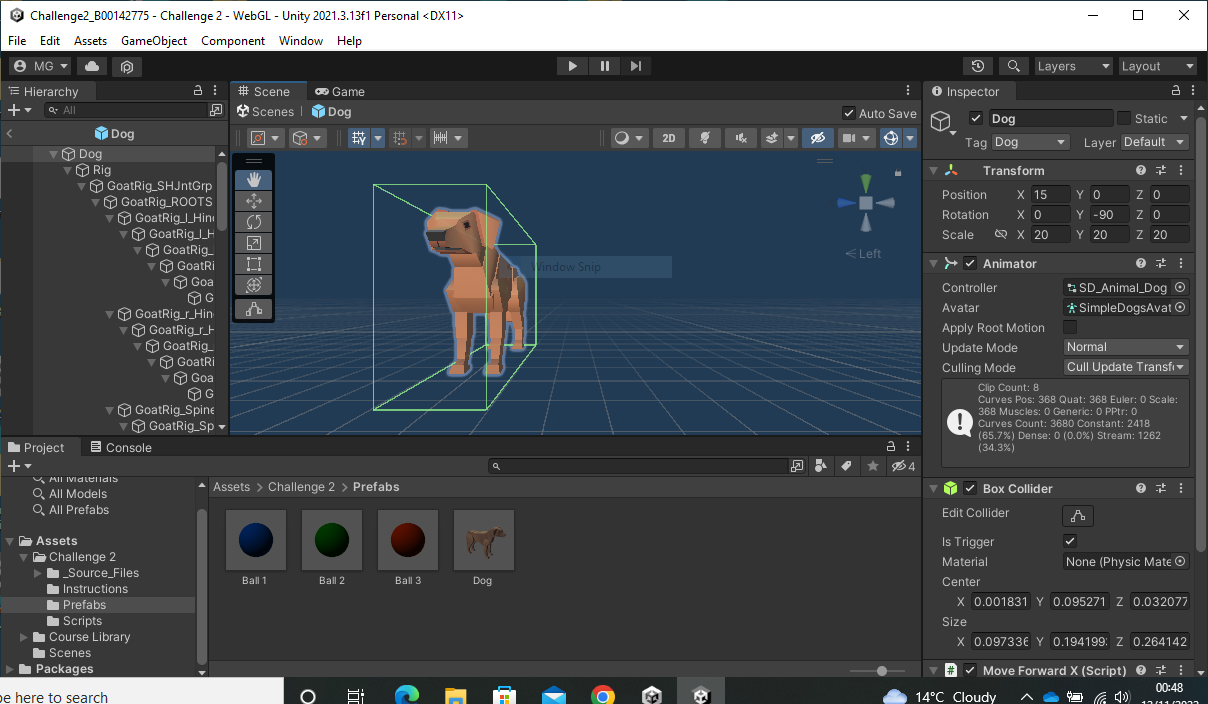 Challenge2_B00142775 - Challenge 2 - WebGL - Unity 2021.3.13f1 Personal <DX11>
File Edit Assets GameObject Component Window Help
MG Layers Layout
Hierarchy Scene Game Inspector
All Scenes Dog Auto Save Dog Static
Dog Tag Dog Layer Default
2D
Dog
Rig
GoatRig_SHJntGrp
GoatRig_ROOTS
GoatRig_l_Hind
GoatRig_l_H
GoatRig_
GoatRi
Goa
G
GoatRig_r_Hind
GoatRig_r_H
GoatRig_
GoatRi
Goa
G
GoatRig_Spine
GoatRig_Sp
Left
Window Snip
Transform
Position X 15 Y 0 Z 0
Rotation X 0 Y -90 Z 0
Scale X 20 Y 20 Z 20
Animator
Controller SD_Animal_Dog
Avatar SimpleDogsAvat
Apply Root Motion
Update Mode Normal
Culling Mode Cull Update Transf
Clip Count: 8
Curves Pos: 368 Quat: 368 Euler: 0 Scale:
368 Muscles: 0 Generic: 0 PPtr: 0
Curves Count: 3680 Constant: 2418
(65.7%) Dense: 0 (0.0%) Stream: 1262
(34.3%)
Box Collider
Edit Collider
Is Trigger
Material None (Physic Mate
Center
X 0.001831 Y 0.095271 Z 0.032077
Size
X 0.097336 Y 0.194199 Z 0.264142
Move Forward X (Script)
Project Console
4
All Materials
All Models
All Prefabs
Assets
Challenge 2
_Source_Files
Instructions
Prefabs
Scripts
Course Library
Scenes
Packages
Assets > Challenge 2 > Prefabs
Ball 1 Ball 2 Ball 3 Dog
pe here to search
14°C Cloudy
00:48